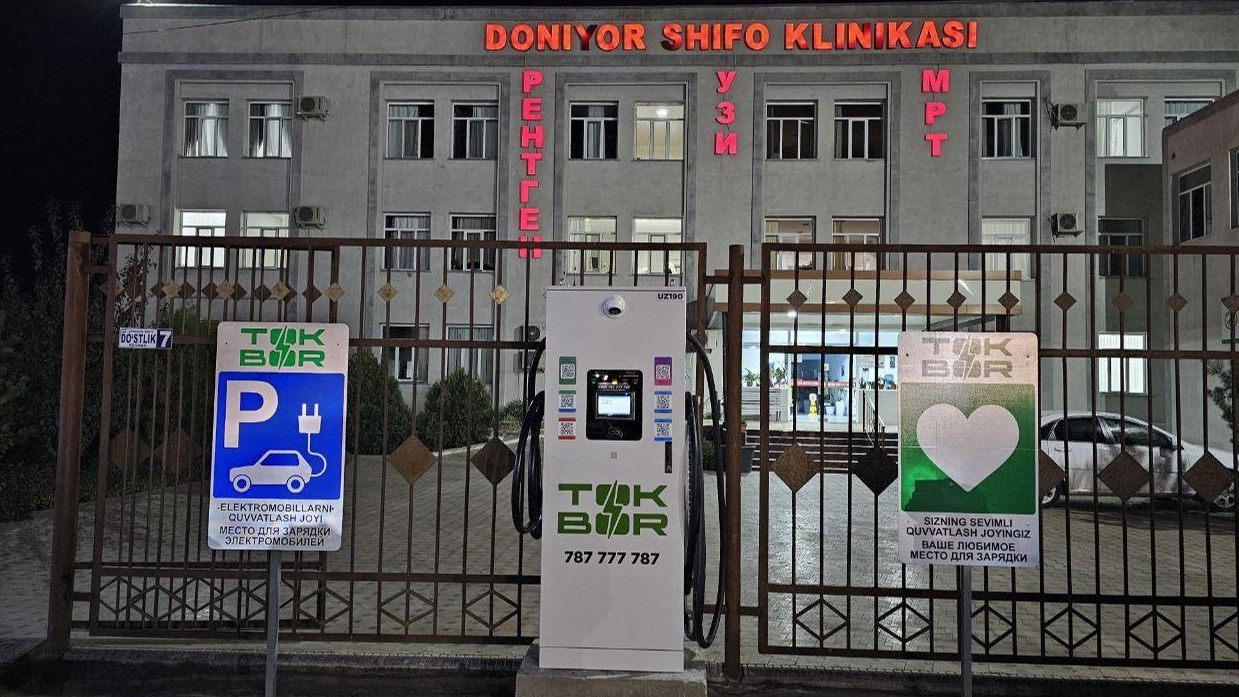 DONIYOR SHIFO KLINIKASI
РЕНТГЕН
УЗИ
МРТ
UZ190
DO'STLIK 7
TOK
BOR
P
-ELEKTROMOBILLARNI-
QUVVATLASH JOYI
МЕСТО ДЛЯ ЗАРЯДКИ
ЭЛЕКТРОМОБИЛЕЙ
TOK
BOR
787 777 787
TOK
BOR
SIZNING SEVIMLI
QUVVATLASH JOYINGIZ
ВАШЕ ЛЮБИМОЕ
МЕСТО ДЛЯ ЗАРЯДКИ